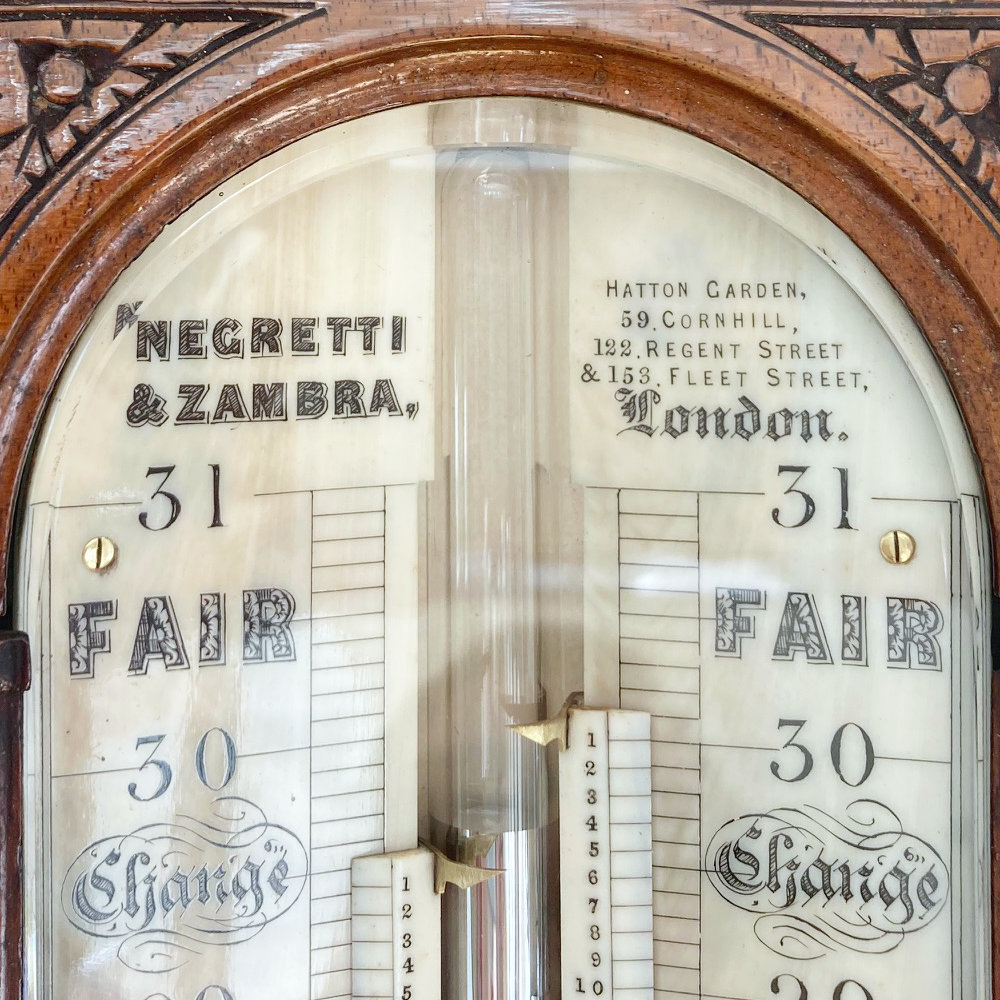 NEGRETTI
& ZAMBRA,
HATTON GARDEN,
59, CORNHILL,
122, REGENT STREET
& 153, FLEET STREET,
London.
31
FAIR
30
Change
31
FAIR
30
Change
1
2
3
4
5
1
2
3
4
5
6
7
8
9
10